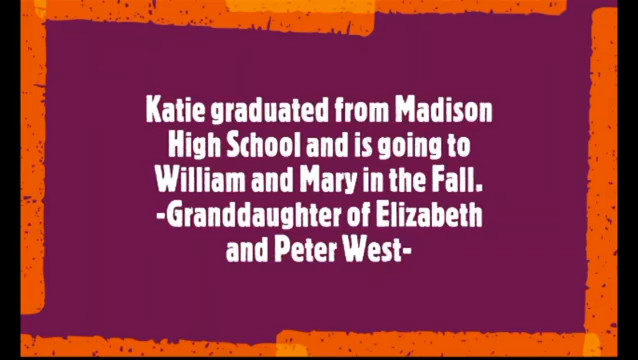 Katie graduated from Madison
High School and is going to
William and Mary in the Fall.
-Granddaughter of Elizabeth
and Peter West-